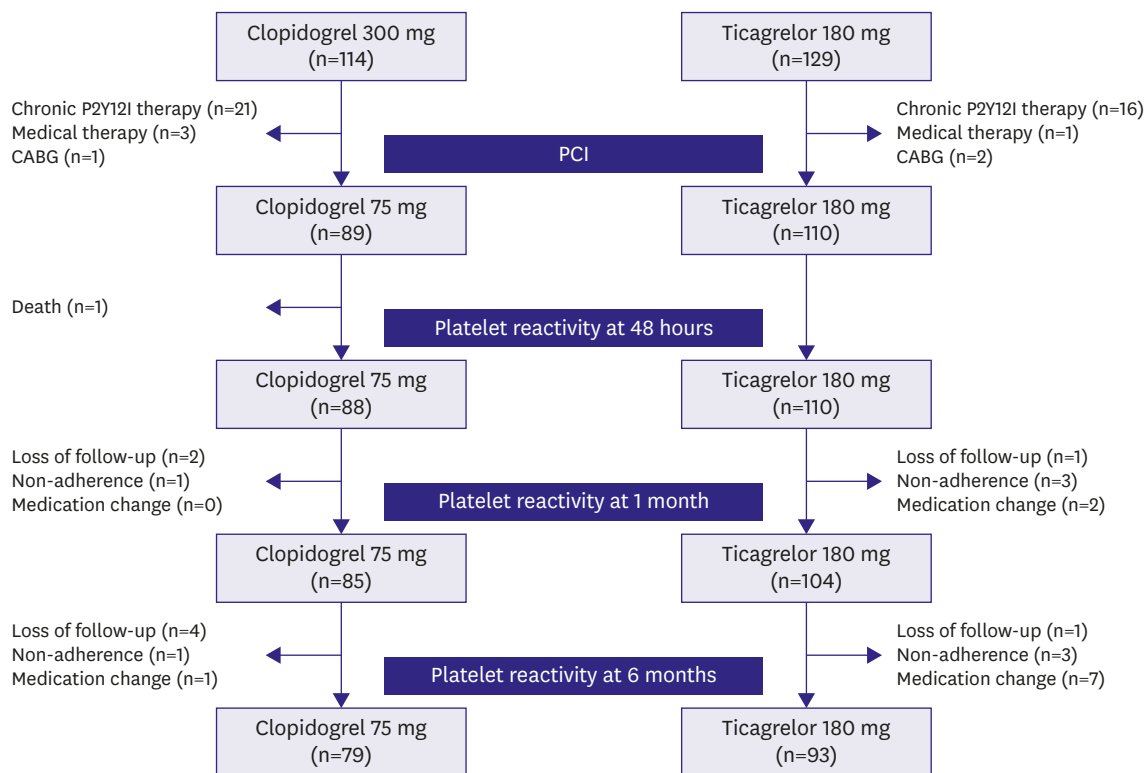 Clopidogrel 300 mg
(n=114)
Ticagrelor 180 mg
(n=129)
Chronic P2Y12I therapy (n=21)
Medical therapy (n=3)
CABG (n=1)
Chronic P2Y12I therapy (n=16)
Medical therapy (n=1)
CABG (n=2)
PCI
Clopidogrel 75 mg
(n=89)
Ticagrelor 180 mg
(n=110)
Death (n=1)
Platelet reactivity at 48 hours
Clopidogrel 75 mg
(n=88)
Ticagrelor 180 mg
(n=110)
Loss of follow-up (n=2)
Non-adherence (n=1)
Medication change (n=0)
Loss of follow-up (n=1)
Non-adherence (n=3)
Medication change (n=2)
Platelet reactivity at 1 month
Clopidogrel 75 mg
(n=85)
Ticagrelor 180 mg
(n=104)
Loss of follow-up (n=4)
Non-adherence (n=1)
Medication change (n=1)
Loss of follow-up (n=1)
Non-adherence (n=3)
Medication change (n=7)
Platelet reactivity at 6 months
Clopidogrel 75 mg
(n=79)
Ticagrelor 180 mg
(n=93)